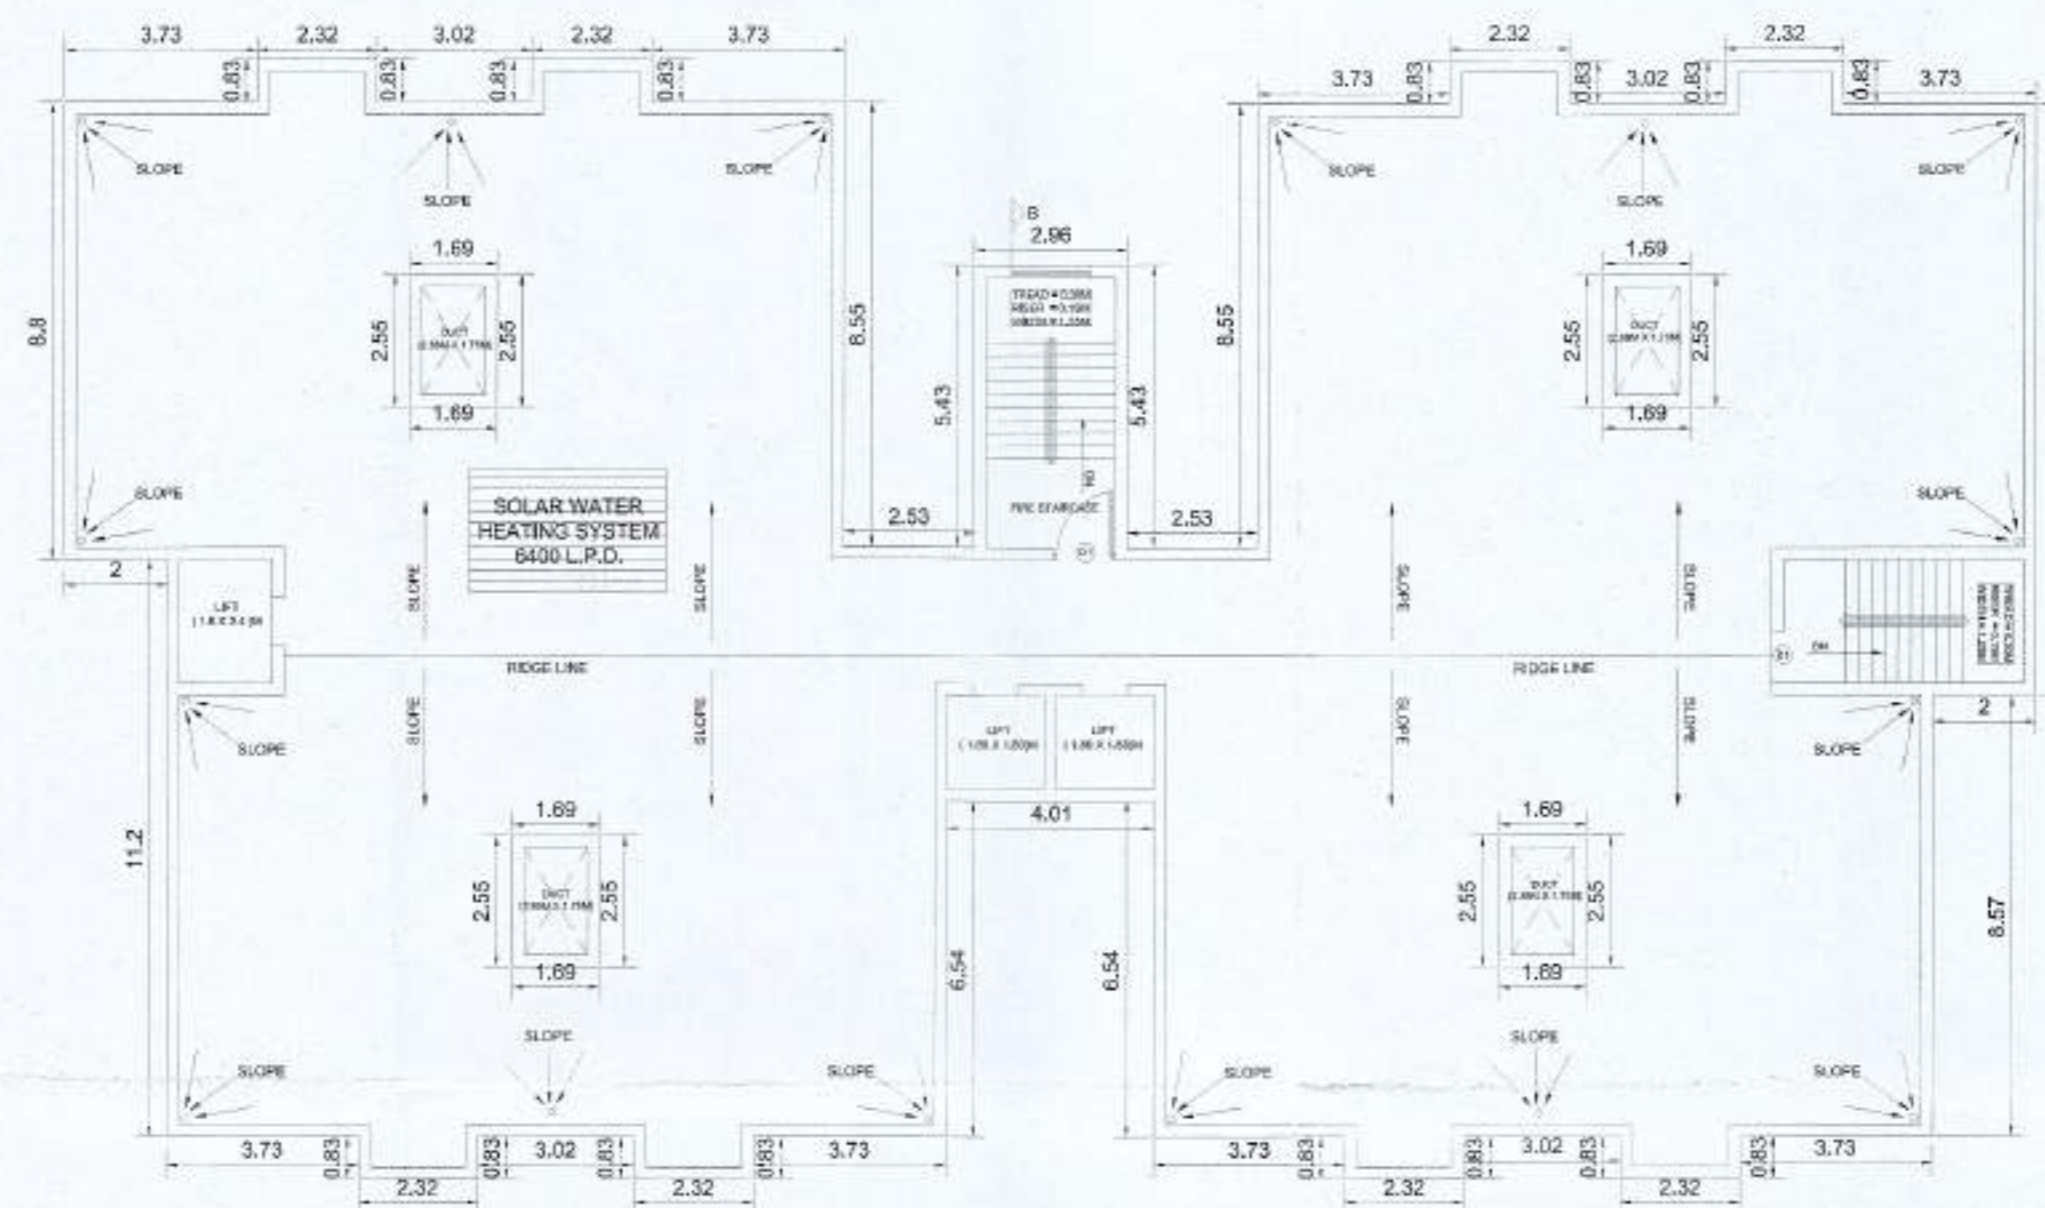 3.73 2.32 3.02 2.32 3.73
2.32 2.32
0.83 0.83 0.83 0.83
3.73 0.83 0.83 3.02 0.83 0.83 3.73
SLOPE SLOPE SLOPE
SLOPE SLOPE SLOPE
B
2.96
1.69 1.69
8.8 2.55 2.55 8.55
DUCT
5.43 5.43
8.55 2.55 2.55
DUCT
1.69 1.69
FIRE STAIRCASE
DN
2.53 2.53
SLOPE SLOPE
SOLAR WATER
HEATING SYSTEM
6400 L.P.D.
2
LIFT
SLOPE SLOPE SLOPE SLOPE
DN
RIDGE LINE RIDGE LINE
SLOPE SLOPE SLOPE SLOPE
2
SLOPE SLOPE
LIFT LIFT
4.01
1.69 1.69
11.2 2.55 2.55 6.54 6.54 2.55 2.55 8.57
DUCT DUCT
1.69 1.69
SLOPE SLOPE
SLOPE SLOPE SLOPE SLOPE
3.73 0.83 0.83 3.02 0.83 0.83 3.73
3.73 0.83 0.83 3.02 0.83 0.83 3.73
2.32 2.32 2.32 2.32